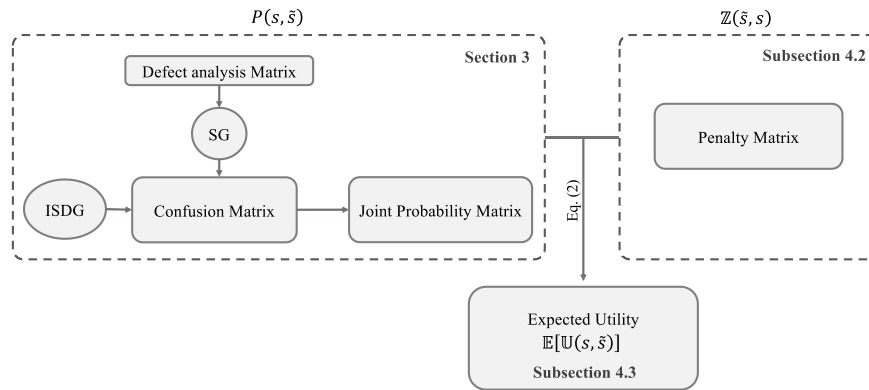 P(s, s̃)
ℤ(s̃, s)
Section 3
Subsection 4.2
Defect analysis Matrix
SG
ISDG
Confusion Matrix
Joint Probability Matrix
Penalty Matrix
Eq. (2)
Expected Utility
𝔼[𝕌(s, s̃)]
Subsection 4.3